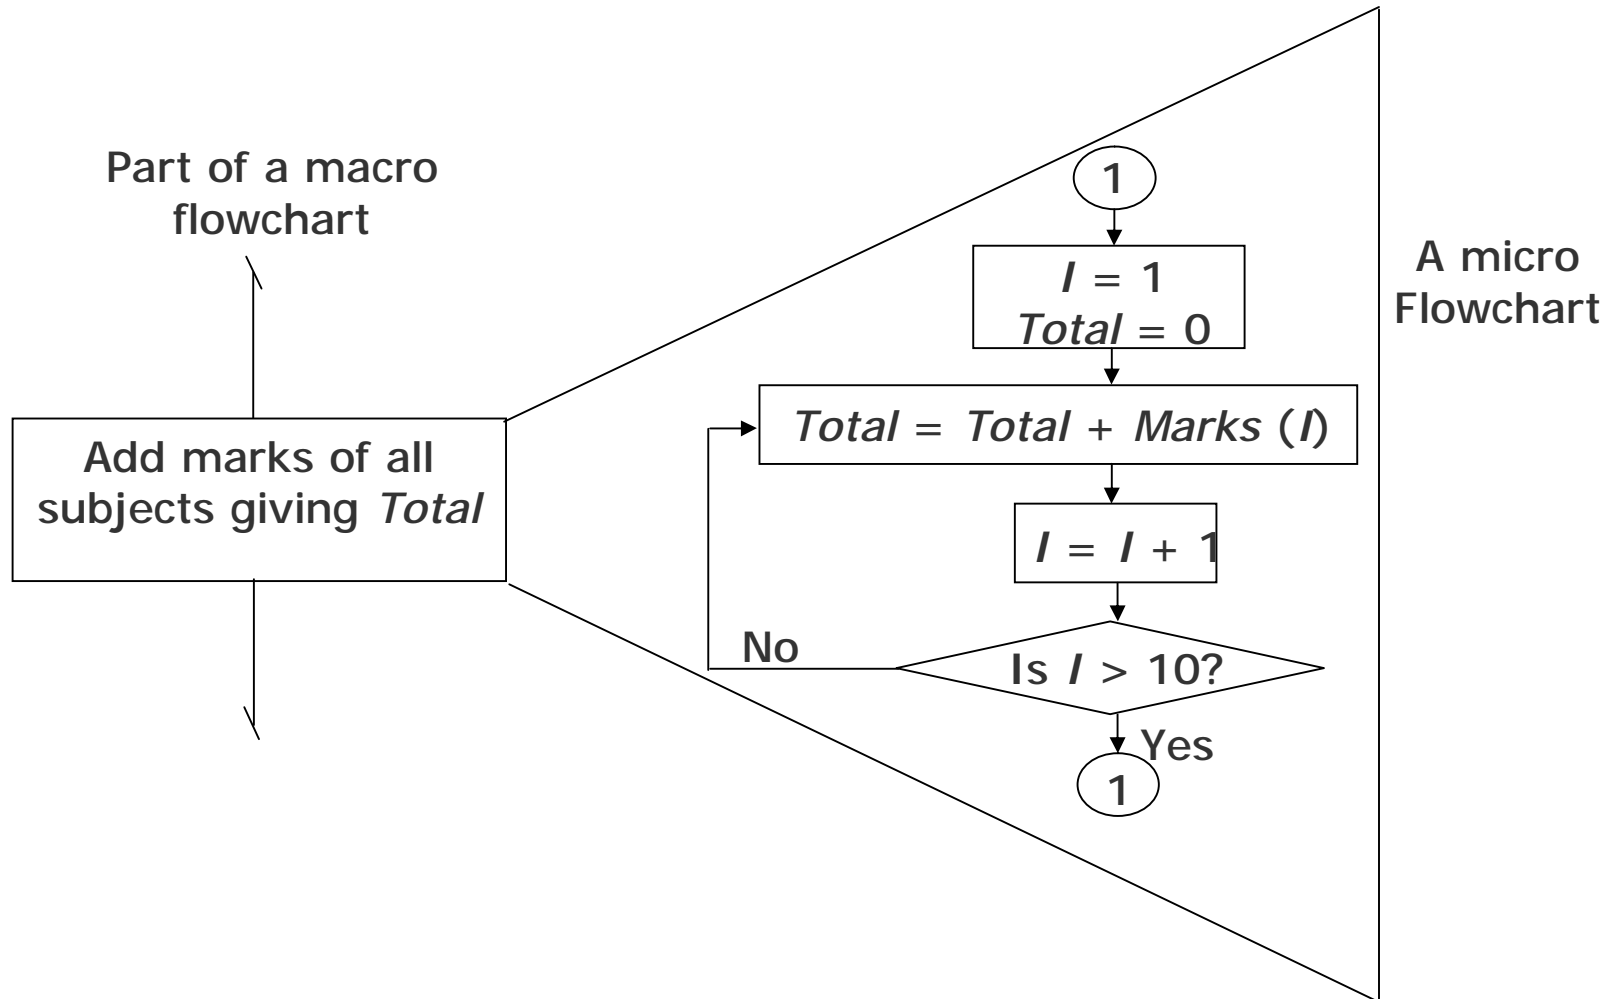 Part of a macro
flowchart
Add marks of all
subjects giving Total
1
I = 1
Total = 0
Total = Total + Marks (I)
I = I + 1
No
Is I > 10?
Yes
1
A micro
Flowchart